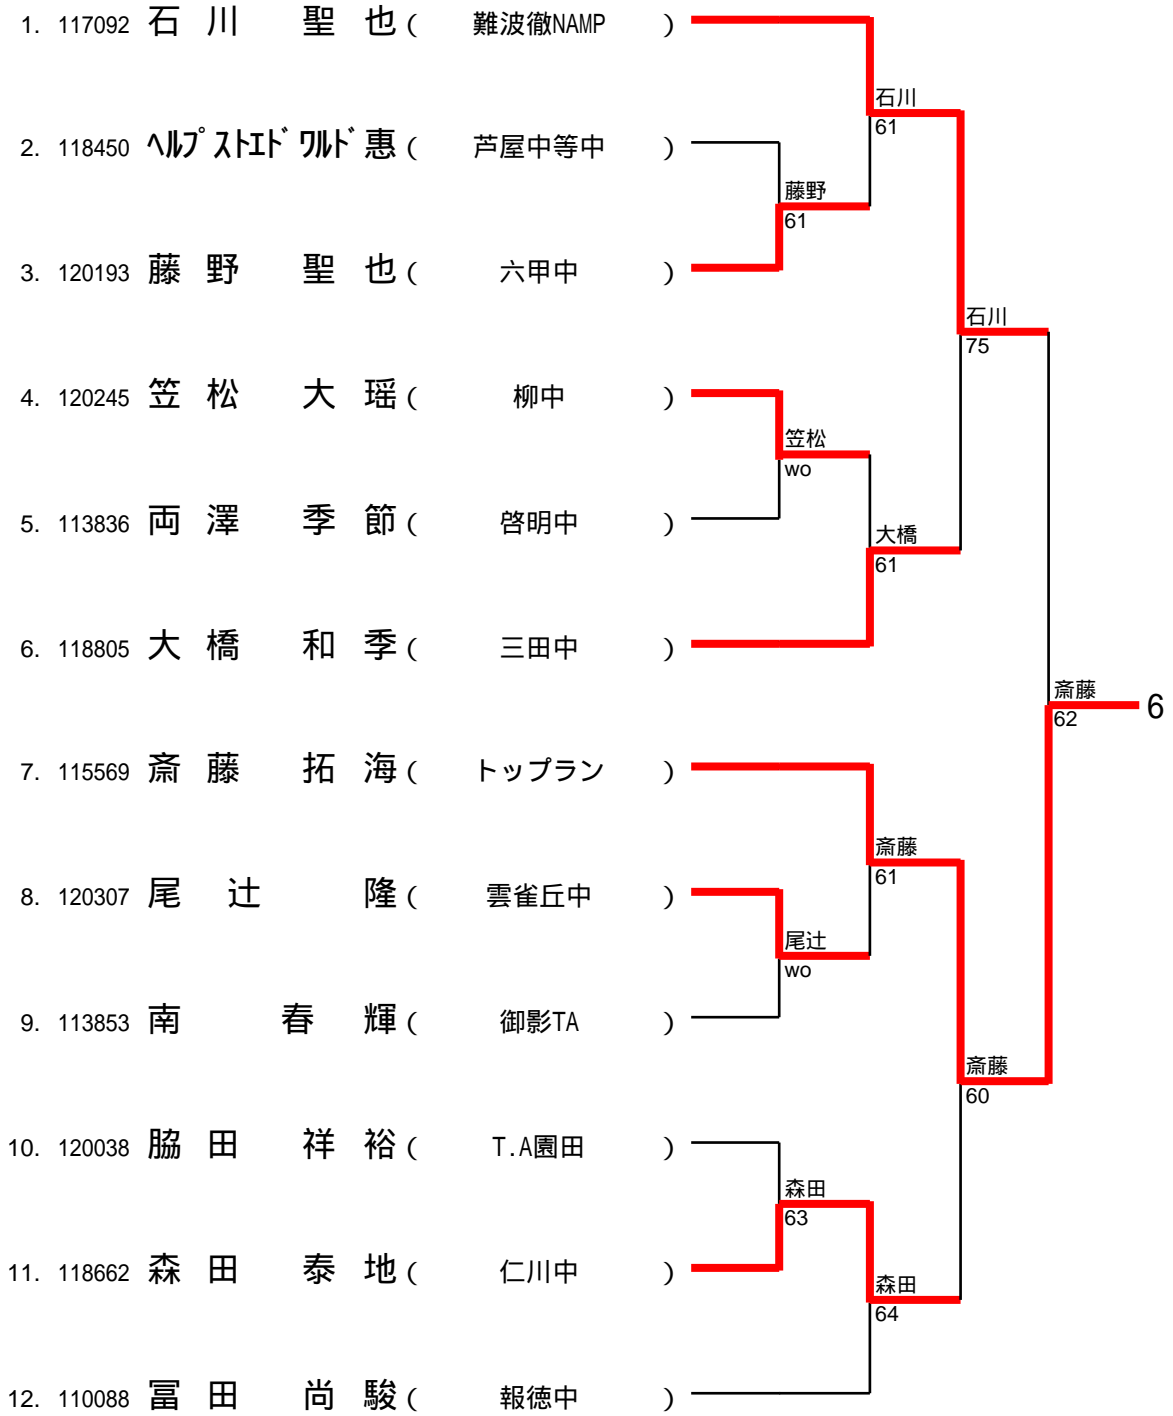 1. 117092 石川 聖也 ( 難波徹NAMP )
石川
61
2. 118450 ヘルプストエドワルド惠 ( 芦屋中等中 )
藤野
61
3. 120193 藤野 聖也 ( 六甲中 )
石川
75
4. 120245 笠松 大瑶 ( 柳中 )
笠松
wo
5. 113836 両澤 季節 ( 啓明中 )
大橋
61
6. 118805 大橋 和季 ( 三田中 )
斎藤
62
6
7. 115569 斎藤 拓海 ( トップラン )
斎藤
61
8. 120307 尾辻 隆 ( 雲雀丘中 )
尾辻
wo
9. 113853 南 春輝 ( 御影TA )
斎藤
60
10. 120038 脇田 祥裕 ( T.A園田 )
森田
63
11. 118662 森田 泰地 ( 仁川中 )
森田
64
12. 110088 冨田 尚駿 ( 報徳中 )